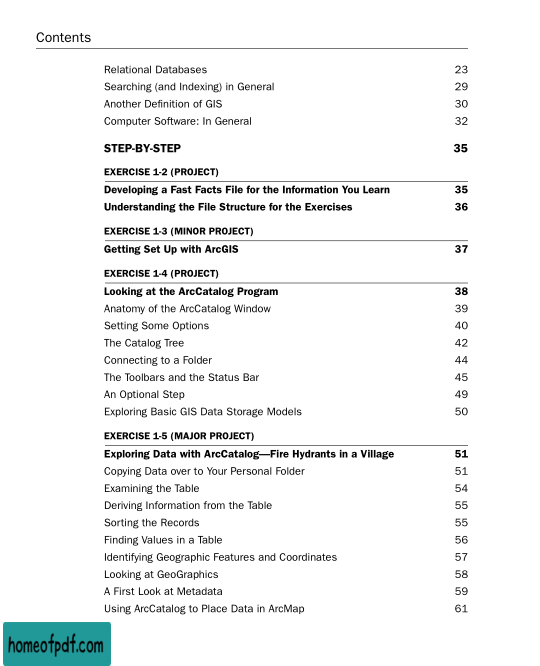 Contents
Relational Databases 23
Searching (and Indexing) in General 29
Another Definition of GIS 30
Computer Software: In General 32
STEP-BY-STEP 35
EXERCISE 1-2 (PROJECT)
Developing a Fast Facts File for the Information You Learn 35
Understanding the File Structure for the Exercises 36
EXERCISE 1-3 (MINOR PROJECT)
Getting Set Up with ArcGIS 37
EXERCISE 1-4 (PROJECT)
Looking at the ArcCatalog Program 38
Anatomy of the ArcCatalog Window 39
Setting Some Options 40
The Catalog Tree 42
Connecting to a Folder 44
The Toolbars and the Status Bar 45
An Optional Step 49
Exploring Basic GIS Data Storage Models 50
EXERCISE 1-5 (MAJOR PROJECT)
Exploring Data with ArcCatalog—Fire Hydrants in a Village 51
Copying Data over to Your Personal Folder 51
Examining the Table 54
Deriving Information from the Table 55
Sorting the Records 55
Finding Values in a Table 56
Identifying Geographic Features and Coordinates 57
Looking at GeoGraphics 58
A First Look at Metadata 59
Using ArcCatalog to Place Data in ArcMap 61
homeofpdf.com